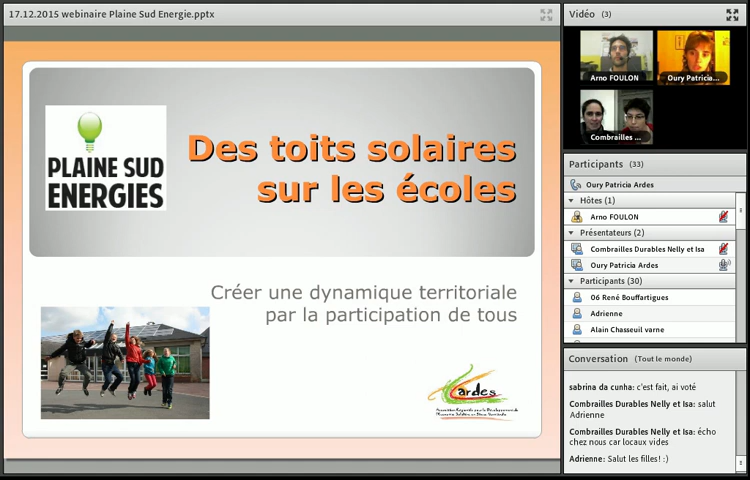 17.12.2015 webinaire Plaine Sud Energie.pptx
PLAINE SUD
ENERGIES
Des toits solaires
sur les écoles
Créer une dynamique territoriale
par la participation de tous
ardes
Vidéo (3)
Arno FOULON
Oury Patricia...
Combrailles ...
Participants (33)
Oury Patricia Ardes
Hôtes (1)
Arno FOULON
Présentateurs (2)
Combrailles Durables Nelly et Isa
Oury Patricia Ardes
Participants (30)
06 René Bouffartigues
Adrienne
Alain Chasseuil varne
Conversation (Tout le monde)
sabrina da cunha: c'est fait, ai voté
Combrailles Durables Nelly et Isa: salut
Adrienne
Combrailles Durables Nelly et Isa: écho
chez nous car locaux vides
Adrienne: Salut les filles! :)